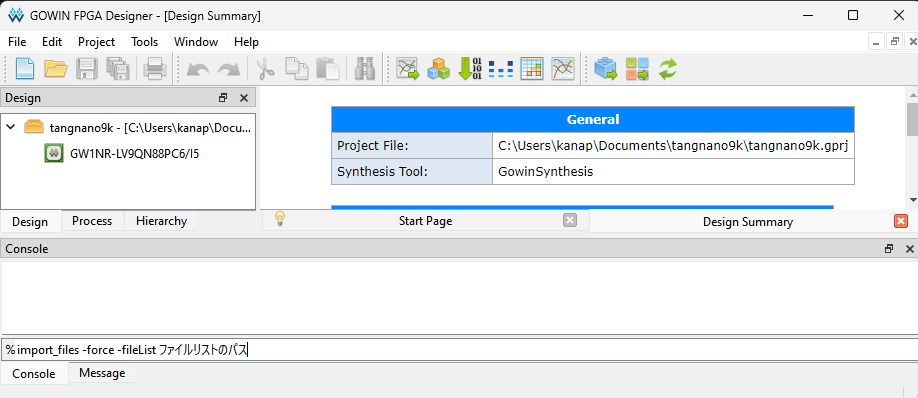 GOWIN FPGA Designer - [Design Summary]
File Edit Project Tools Window Help
Design
tangnano9k - [C:\Users\kanap\Docu...
GW1NR-LV9QN88PC6/I5
General
Project File: C:\Users\kanap\Documents\tangnano9k\tangnano9k.gprj
Synthesis Tool: GowinSynthesis
Design Process Hierarchy
Start Page Design Summary
Console
% import_files -force -fileList ファイルリストのパス
Console Message